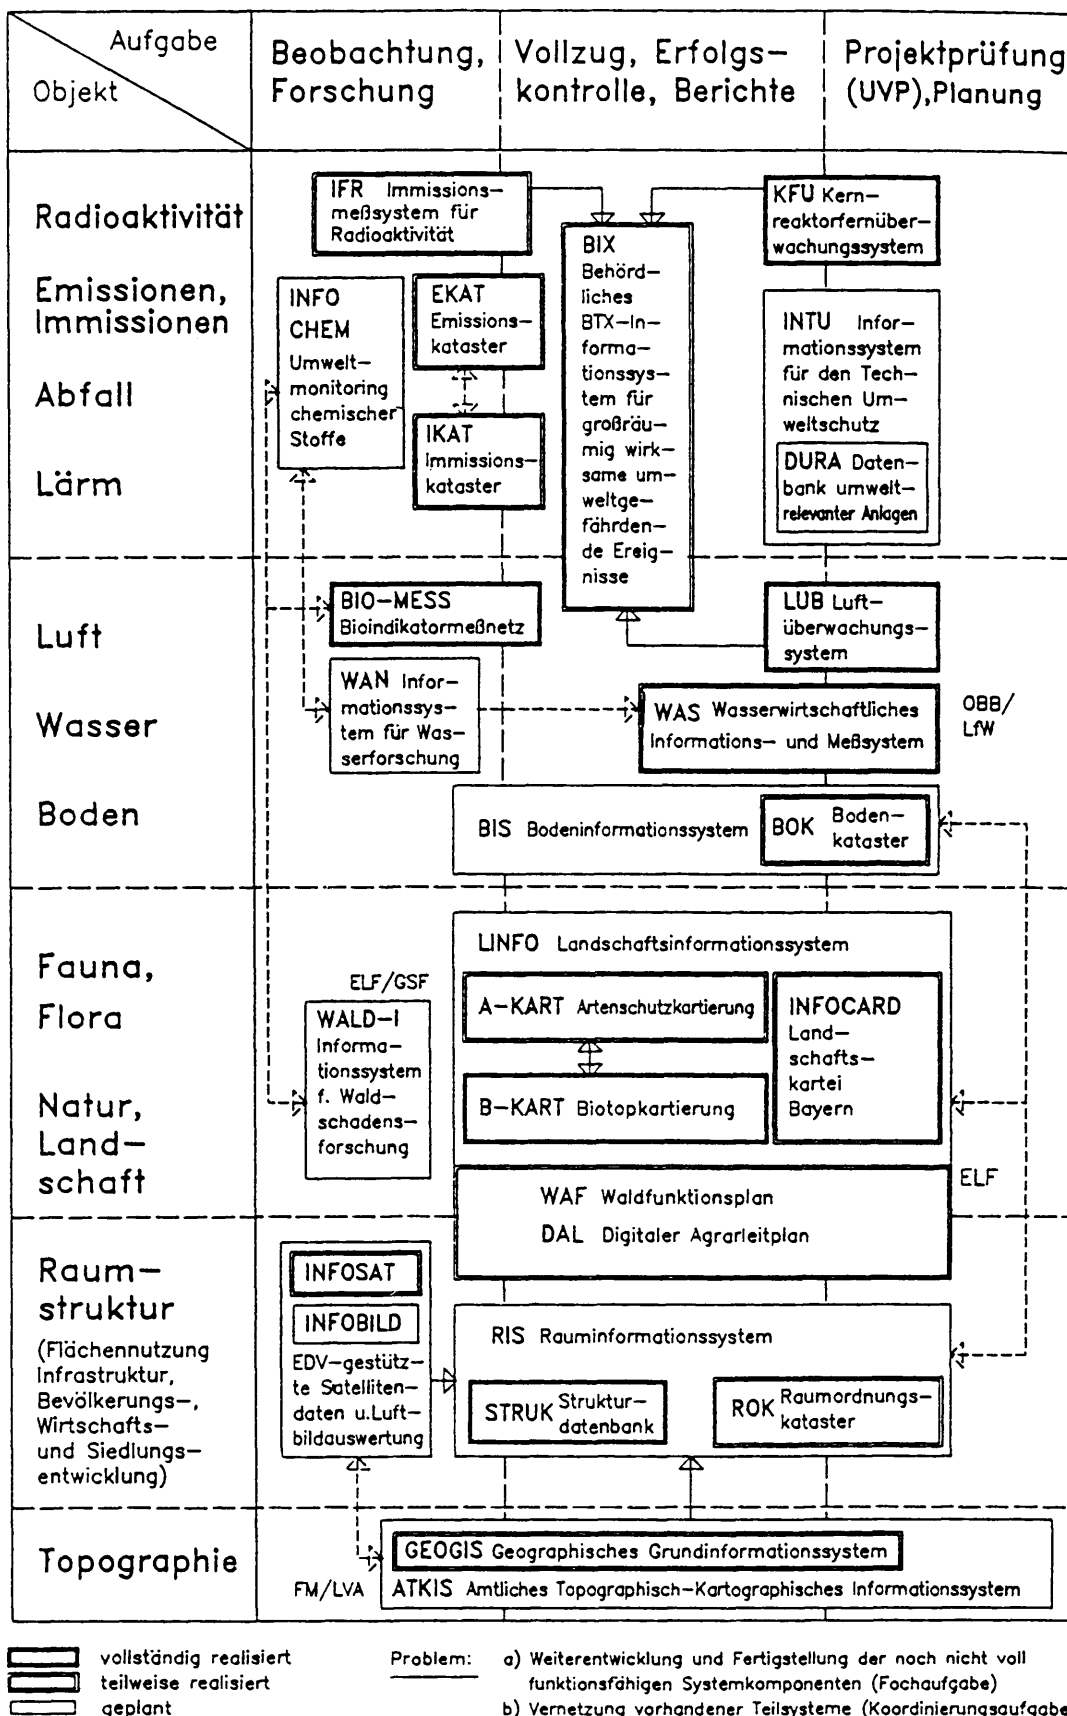 Aufgabe
Objekt
Beobachtung,
Forschung
Vollzug, Erfolgs-
kontrolle, Berichte
Projektprüfung
(UVP),Planung
Radioaktivität
Emissionen,
Immissionen
Abfall
Lärm
IFR Immissions-
meßsystem für
Radioaktivität
INFO
CHEM
Umwelt-
monitoring
chemischer
Stoffe
EKAT
Emissions-
kataster
IKAT
Immissions-
kataster
BIX
Behörd-
liches
BTX-In-
forma-
tionssys-
tem für
großräu-
mig wirk-
same um-
weltge-
fährden-
de Ereig-
nisse
KFU Kern-
reaktorfernüber-
wachungssystem
INTU Infor-
mationssystem
für den Tech-
nischen Um-
weltschutz
DURA Daten-
bank umwelt-
relevanter Anlagen
Luft
Wasser
Boden
BIO-MESS
Bioindikatormeßnetz
LUB Luft-
überwachungs-
system
WAN Infor-
mationssys-
tem für Was-
serforschung
WAS Wasserwirtschaftliches
Informations- und Meßsystem
OBB/
LfW
BIS Bodeninformationssystem
BOK Boden-
kataster
Fauna,
Flora
Natur,
Land-
schaft
ELF/GSF
WALD-I
Informa-
tionssystem
f. Wald-
schadens-
forschung
LINFO Landschaftsinformationssystem
A-KART Artenschutzkartierung
B-KART Biotopkartierung
INFOCARD
Land-
schafts-
kartei
Bayern
WAF Waldfunktionsplan
DAL Digitaler Agrarleitplan
ELF
Raum-
struktur
(Flächennutzung
Infrastruktur,
Bevölkerungs-,
Wirtschafts-
und Siedlungs-
entwicklung)
INFOSAT
INFOBILD
EDV-gestütz-
te Satelliten-
daten u.Luft-
bildauswertung
RIS Rauminformationssystem
STRUK Struktur-
datenbank
ROK Raumordnungs-
kataster
Topographie
FM/LVA
GEOGIS Geographisches Grundinformationssystem
ATKIS Amtliches Topographisch-Kartographisches Informationssystem
vollständig realisiert
teilweise realisiert
geplant
Problem:
a) Weiterentwicklung und Fertigstellung der noch nicht voll
funktionsfähigen Systemkomponenten (Fachaufgabe)
b) Vernetzung vorhandener Teilsysteme (Koordinierungsaufgabe